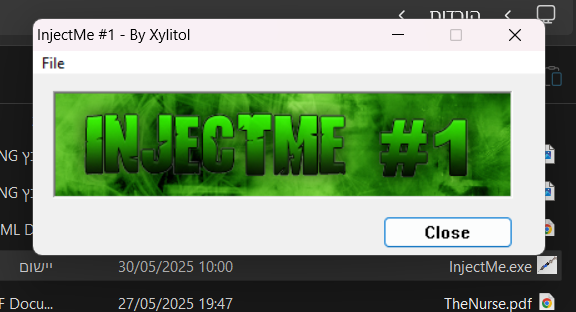 הורדות
InjectMe #1 - By Xylitol
File
INJECTME #1
Close
NG
ML D
יישום 30/05/2025 10:00 InjectMe.exe
F Docu... 27/05/2025 19:47 TheNurse.pdf